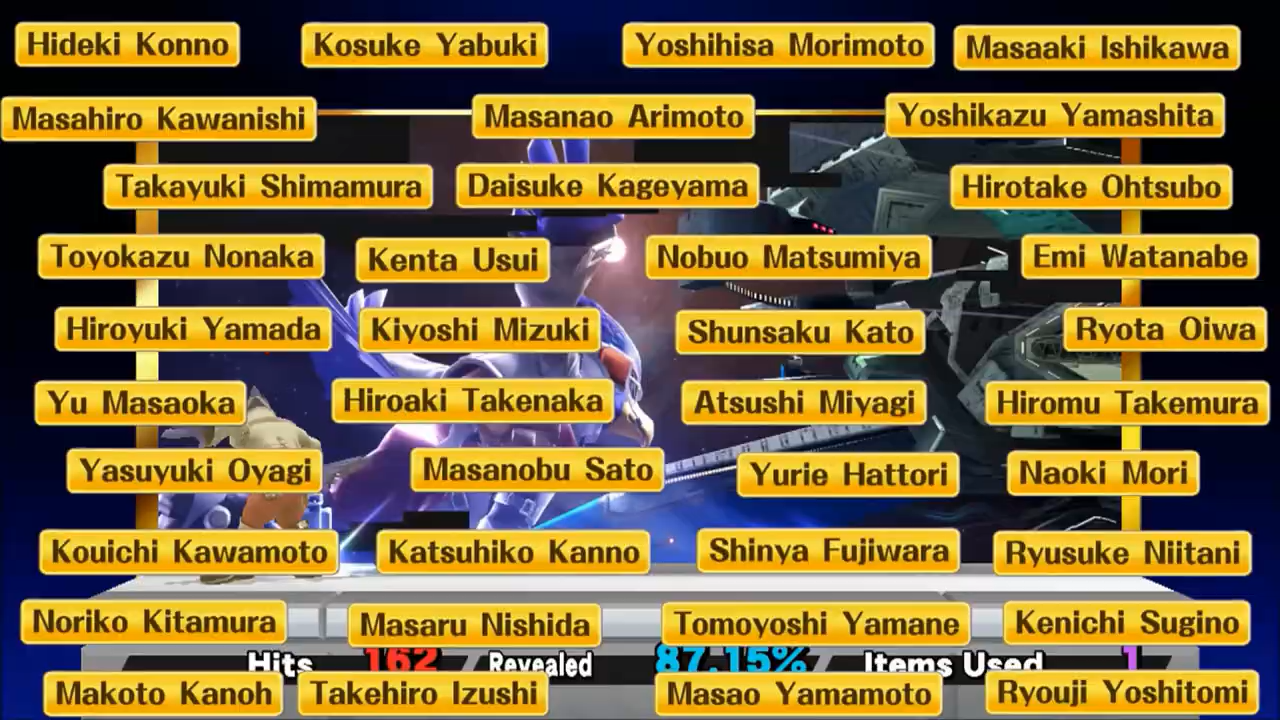 Hideki Konno Kosuke Yabuki Yoshihisa Morimoto Masaaki Ishikawa
Masahiro Kawanishi Masanao Arimoto Yoshikazu Yamashita
Takayuki Shimamura Daisuke Kageyama Hirotake Ohtsubo
Toyokazu Nonaka Kenta Usui Nobuo Matsumiya Emi Watanabe
Hiroyuki Yamada Kiyoshi Mizuki Shunsaku Kato Ryota Oiwa
Yu Masaoka Hiroaki Takenaka Atsushi Miyagi Hiromu Takemura
Yasuyuki Oyagi Masanobu Sato Yurie Hattori Naoki Mori
Kouichi Kawamoto Katsuhiko Kanno Shinya Fujiwara Ryusuke Niitani
Noriko Kitamura Masaru Nishida Tomoyoshi Yamane Kenichi Sugino
Hits 162 Revealed 87.15% Items Used 1
Makoto Kanoh Takehiro Izushi Masao Yamamoto Ryouji Yoshitomi